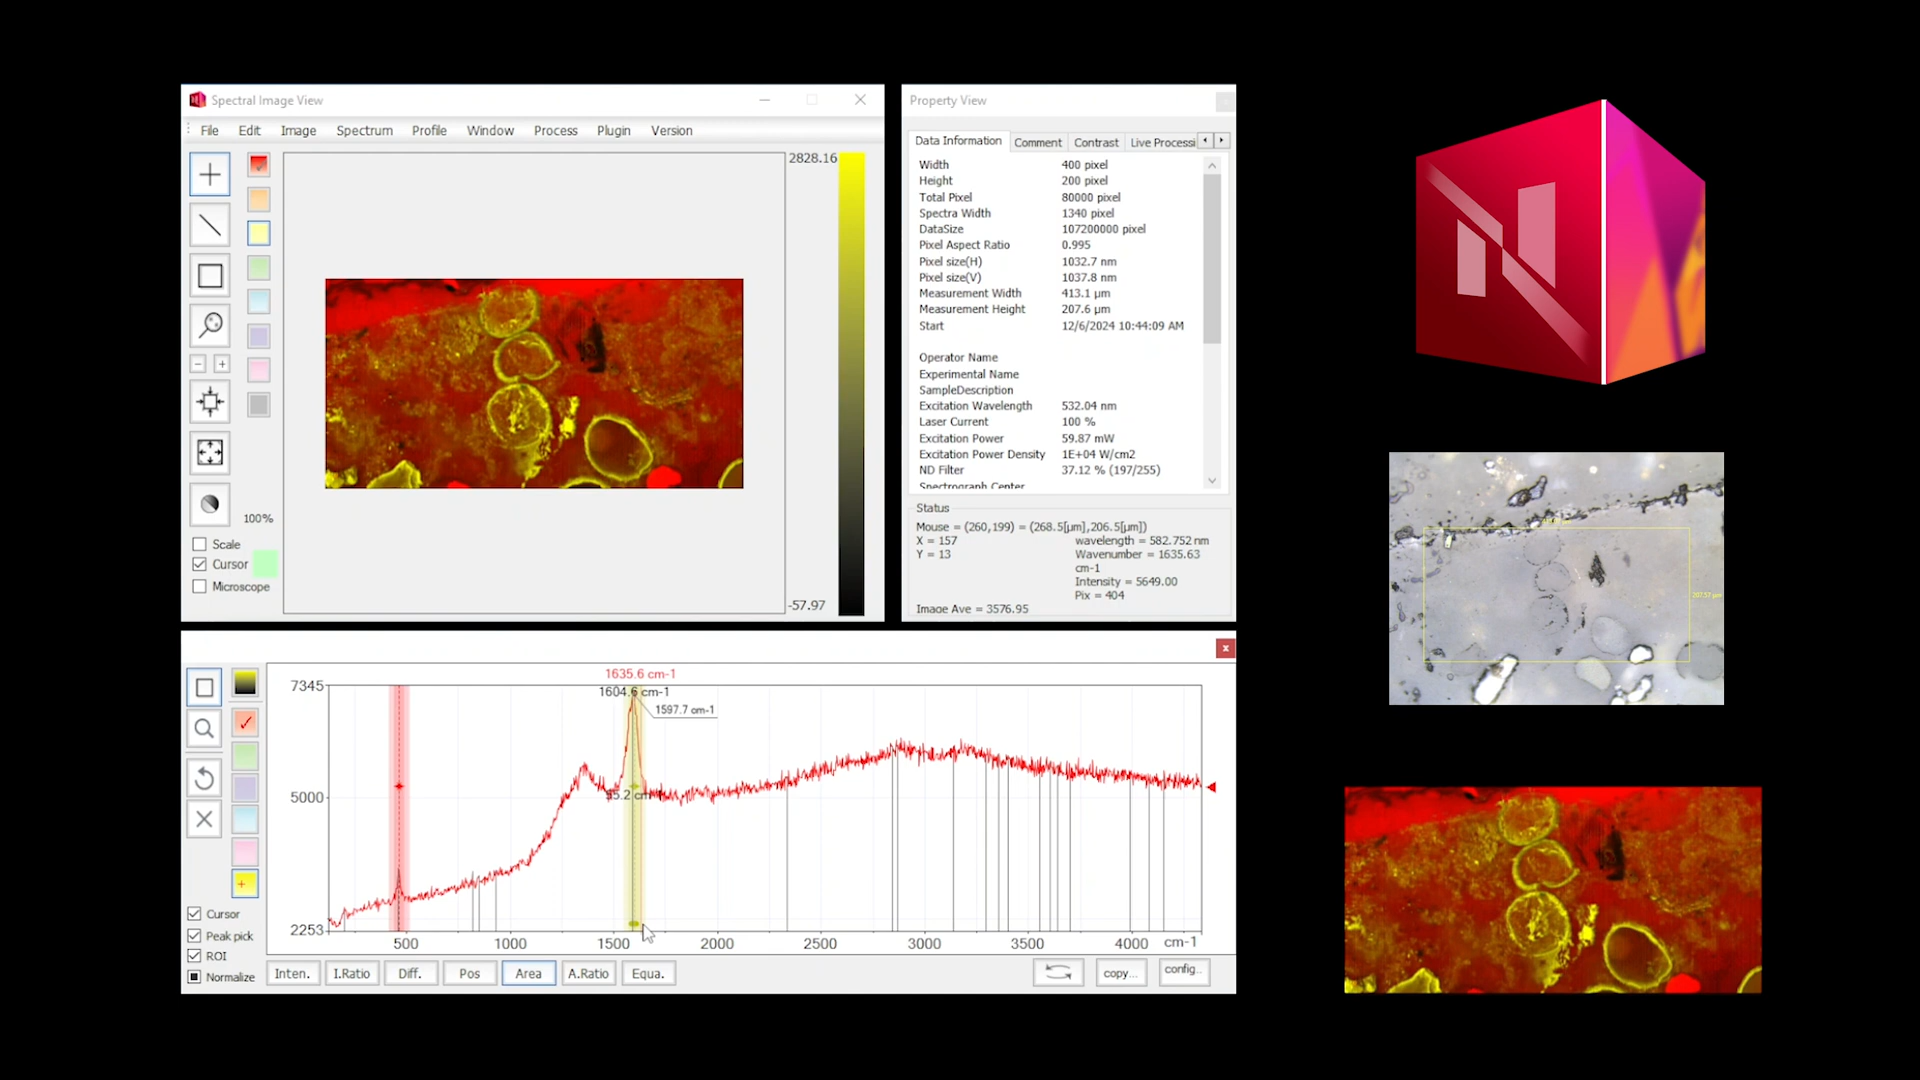 Spectral Image View
File Edit Image Spectrum Profile Window Process Plugin Version
2828.16
-57.97
100%
Scale
Cursor
Microscope
Property View
Data Information Comment Contrast Live Processi
Width 400 pixel
Height 200 pixel
Total Pixel 80000 pixel
Spectra Width 1340 pixel
DataSize 107200000 pixel
Pixel Aspect Ratio 0.995
Pixel size(H) 1032.7 nm
Pixel size(V) 1037.8 nm
Measurement Width 413.1 µm
Measurement Height 207.6 µm
Start 12/6/2024 10:44:09 AM
Operator Name
Experimental Name
SampleDescription
Excitation Wavelength 532.04 nm
Laser Current 100 %
Excitation Power 59.87 mW
Excitation Power Density 1E+04 W/cm2
ND Filter 37.12 % (197/255)
Spectrograph Center
Status
Mouse = (260,199) = (268.5[µm],206.5[µm])
X = 157 wavelength = 582.752 nm
Y = 13 Wavenumber = 1635.63
cm-1
Intensity = 5649.00
Pix = 404
Image Ave = 3576.95
x
1635.6 cm-1
1604.6 cm-1
1597.7 cm-1
7345
5000
2253
500 1000 1500 2000 2500 3000 3500 4000 cm-1
Cursor
Peak pick
ROI
Normalize
Inten. I.Ratio Diff. Pos Area A.Ratio Equa. copy... config..
207.57 µm